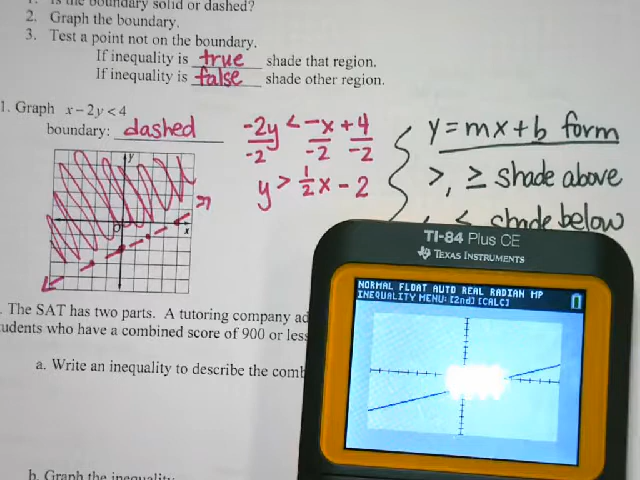 1. Is the boundary solid or dashed?
2. Graph the boundary.
3. Test a point not on the boundary.
If inequality is true shade that region.
If inequality is false shade other region.
1. Graph x − 2y < 4
boundary: dashed
-2y < -x + 4
-2 -2 -2
y > 1/2 x - 2
y = mx + b form
>, ≥ shade above
, < shade below
y
x
TI-84 Plus CE
TEXAS INSTRUMENTS
NORMAL FLOAT AUTO REAL RADIAN MP
INEQUALITY MENU: [2nd] [CALC]
. The SAT has two parts. A tutoring company
udents who have a combined score of 900 or less
a. Write an inequality to describe the
b. Graph the inequality